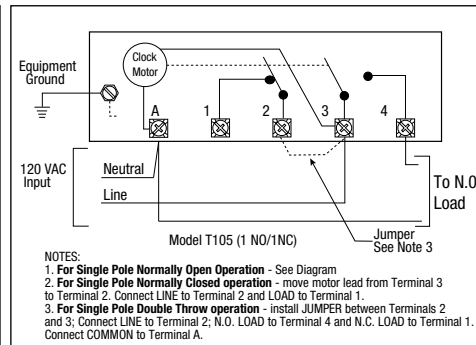 Equipment
Ground
Clock
Motor
A
1
2
3
4
120 VAC
Input
Neutral
Line
To N.O
Load
Jumper
See Note 3
Model T105 (1 NO/1NC)
NOTES:
1. For Single Pole Normally Open Operation - See Diagram
2. For Single Pole Normally Closed operation - move motor lead from Terminal 3
to Terminal 2. Connect LINE to Terminal 2 and LOAD to Terminal 1.
3. For Single Pole Double Throw operation - install JUMPER between Terminals 2
and 3; Connect LINE to Terminal 2; N.O. LOAD to Terminal 4 and N.C. LOAD to Terminal 1.
Connect COMMON to Terminal A.